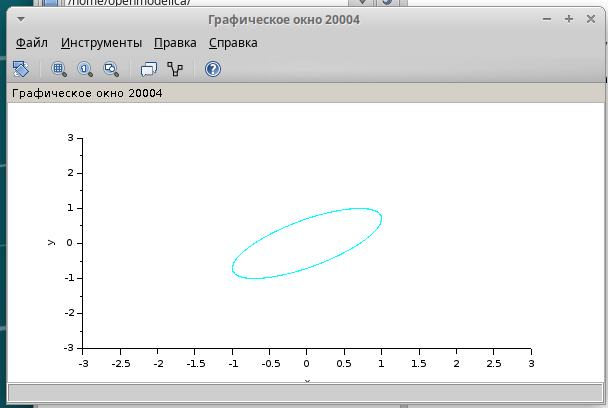 /home/openmodelica/
Графическое окно 20004
Файл Инструменты Правка Справка
Графическое окно 20004
3
2
1
y 0
-1
-2
-3
-3 -2.5 -2 -1.5 -1 -0.5 0 0.5 1 1.5 2 2.5 3